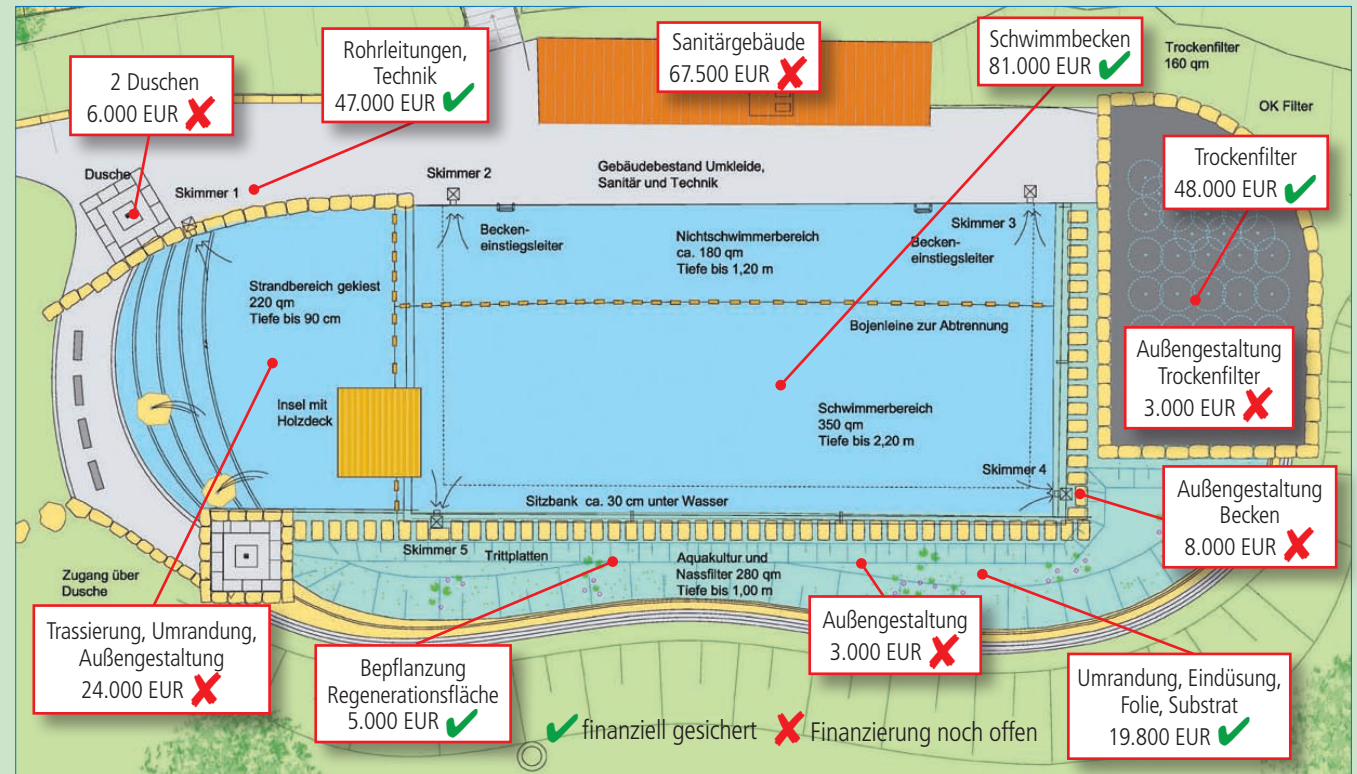 2 Duschen
6.000 EUR ✘
Rohrleitungen,
Technik
47.000 EUR ✔
Sanitärgebäude
67.500 EUR ✘
Schwimmbecken
81.000 EUR ✔
Trockenfilter
160 qm
OK Filter
Trockenfilter
48.000 EUR ✔
Dusche
Skimmer 1
Skimmer 2
Gebäudebestand Umkleide,
Sanitär und Technik
Skimmer 3
Becken-
einstiegsleiter
Nichtschwimmerbereich
ca. 180 qm
Tiefe bis 1,20 m
Becken-
einstiegsleiter
Strandbereich gekiest
220 qm
Tiefe bis 90 cm
Bojenleine zur Abtrennung
Außengestaltung
Trockenfilter
3.000 EUR ✘
Insel mit
Holzdeck
Schwimmerbereich
350 qm
Tiefe bis 2,20 m
Skimmer 4
Sitzbank ca. 30 cm unter Wasser
Außengestaltung
Becken
8.000 EUR ✘
Skimmer 5
Trittplatten
Aquakultur und
Nassfilter 280 qm
Tiefe bis 1,00 m
Zugang über
Dusche
Trassierung, Umrandung,
Außengestaltung
24.000 EUR ✘
Bepflanzung
Regenerationsfläche
5.000 EUR ✔
Außengestaltung
3.000 EUR ✘
Umrandung, Eindüsung,
Folie, Substrat
19.800 EUR ✔
✔ finanziell gesichert ✘ Finanzierung noch offen